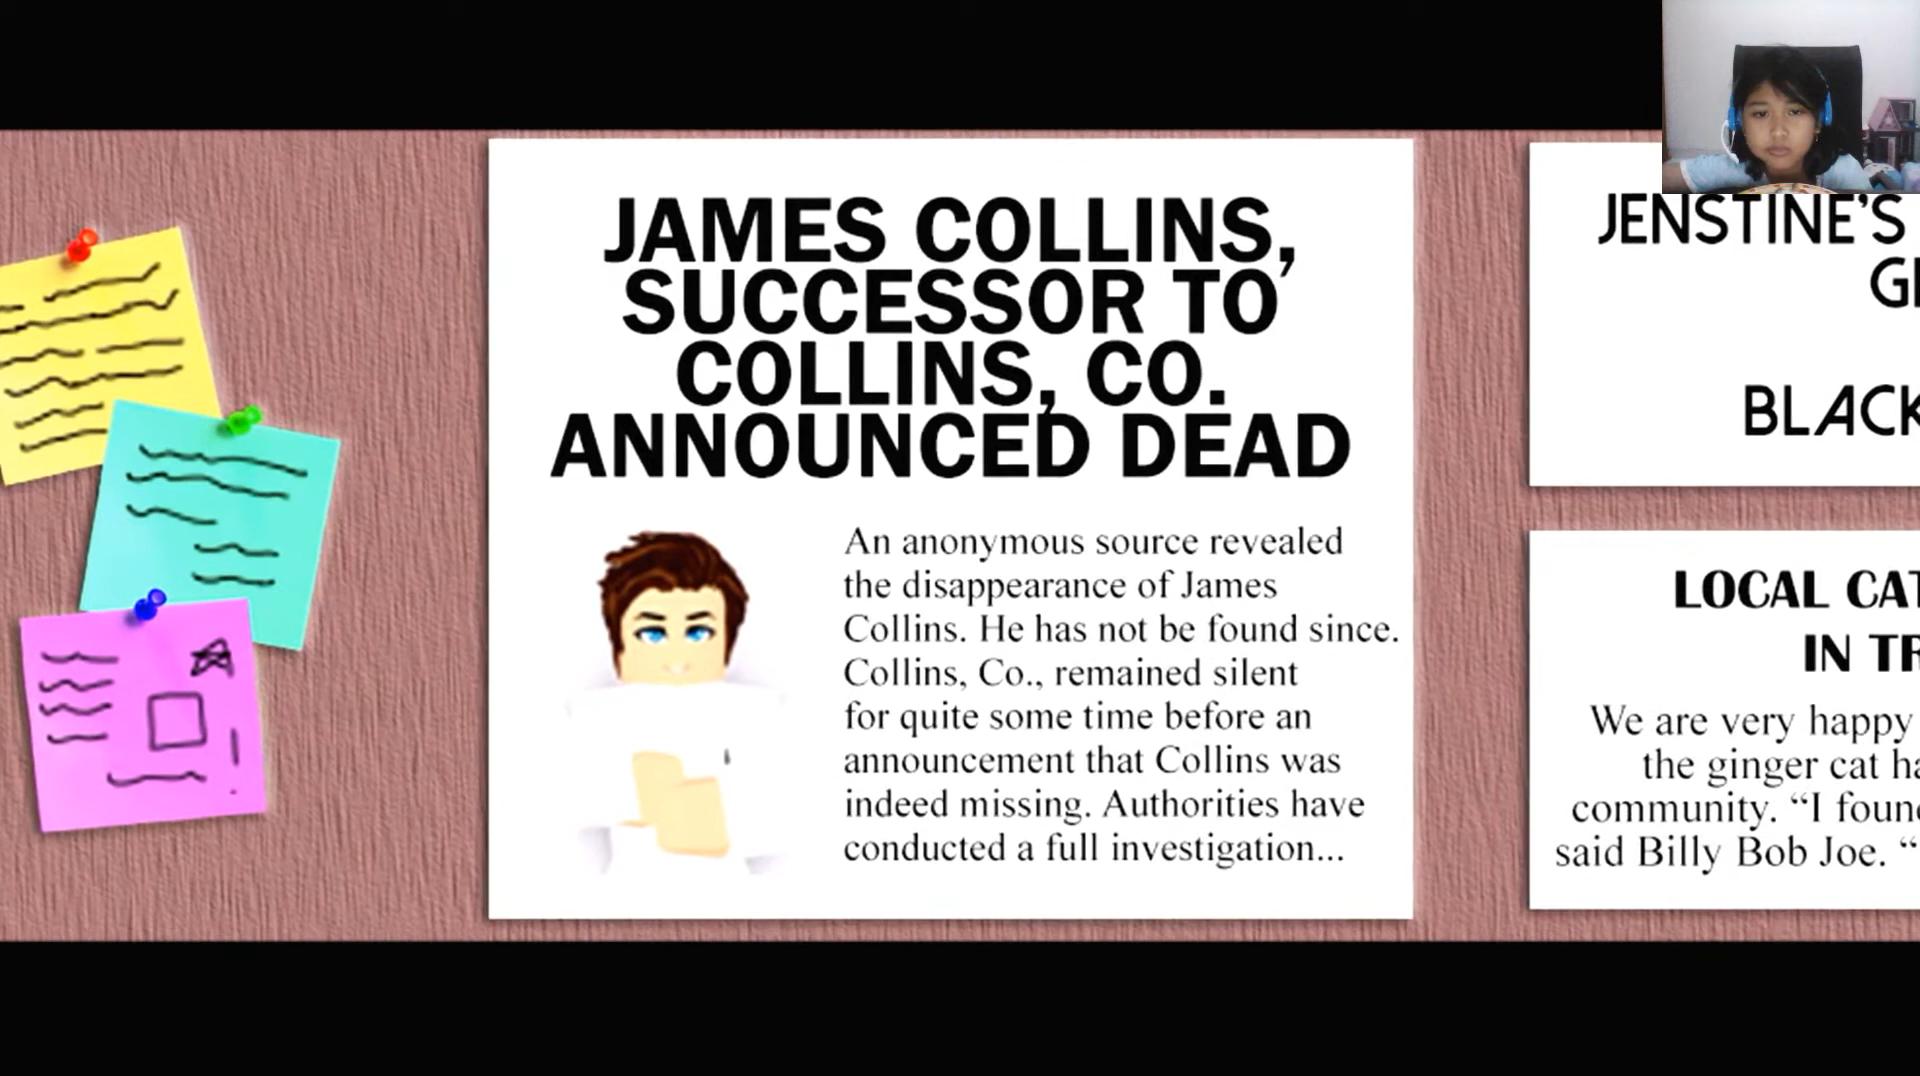 JAMES COLLINS,
SUCCESSOR TO
COLLINS, CO.
ANNOUNCED DEAD
An anonymous source revealed
the disappearance of James
Collins. He has not be found since.
Collins, Co., remained silent
for quite some time before an
announcement that Collins was
indeed missing. Authorities have
conducted a full investigation...
JENSTINE'S
BLACK
LOCAL CAT
IN TR
We are very happy
the ginger cat ha
community. “I found
said Billy Bob Joe. “